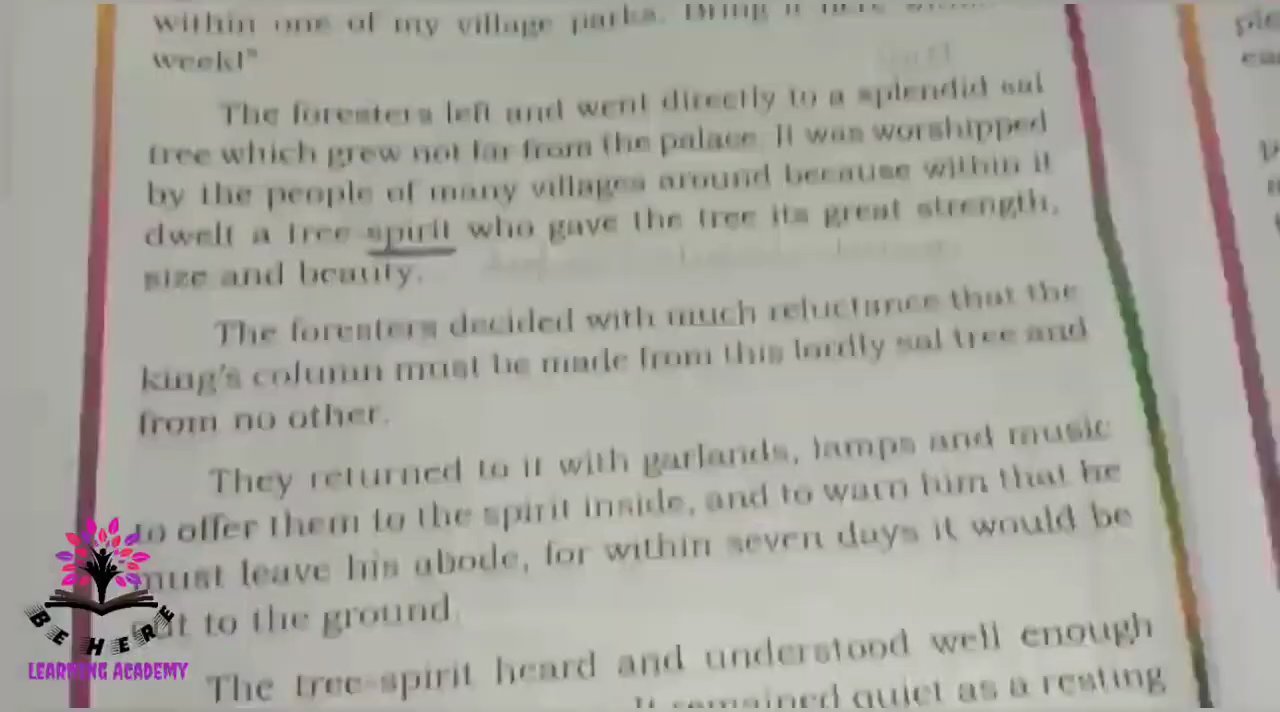 within one of my village parks. Bring it here
week!"
The foresters left and went directly to a splendid sal
tree which grew not far from the palace. It was worshipped
by the people of many villages around because within it
dwelt a tree-spirit who gave the tree its great strength,
size and beauty.
The foresters decided with much reluctance that the
king's column must be made from this lordly sal tree and
from no other.
They returned to it with garlands, lamps and music
to offer them to the spirit inside, and to warn him that he
must leave his abode, for within seven days it would be
cut to the ground.
The tree-spirit heard and understood well enough
It remained quiet as a resting
BE HERE
LEARNING ACADEMY